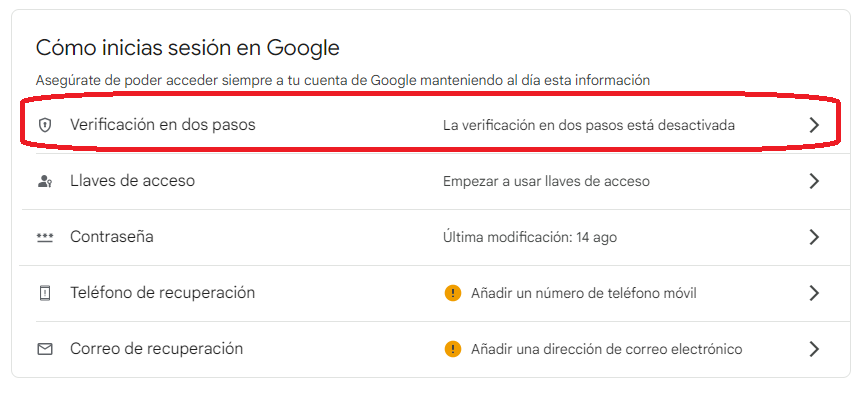 Cómo inicias sesión en Google
Asegúrate de poder acceder siempre a tu cuenta de Google manteniendo al día esta información
Verificación en dos pasos La verificación en dos pasos está desactivada
Llaves de acceso Empezar a usar llaves de acceso
Contraseña Última modificación: 14 ago
Teléfono de recuperación Añadir un número de teléfono móvil
Correo de recuperación Añadir una dirección de correo electrónico